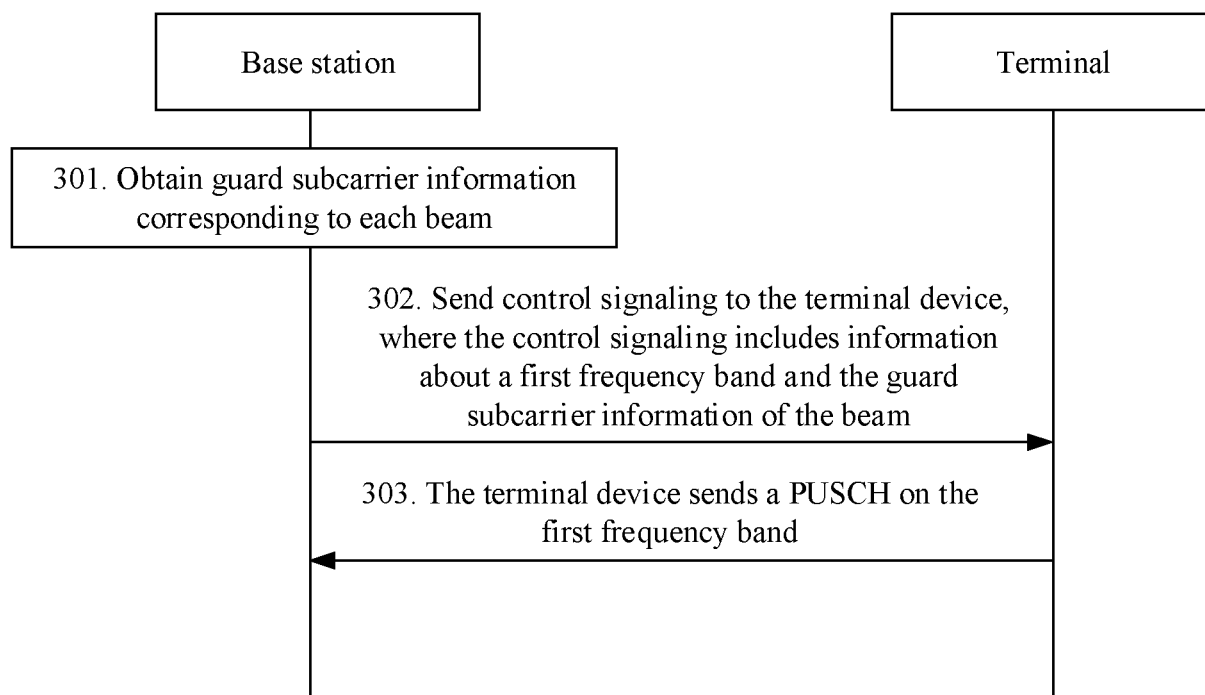 Base station
Terminal
301. Obtain guard subcarrier information
corresponding to each beam
302. Send control signaling to the terminal device,
where the control signaling includes information
about a first frequency band and the guard
subcarrier information of the beam
303. The terminal device sends a PUSCH on the
first frequency band